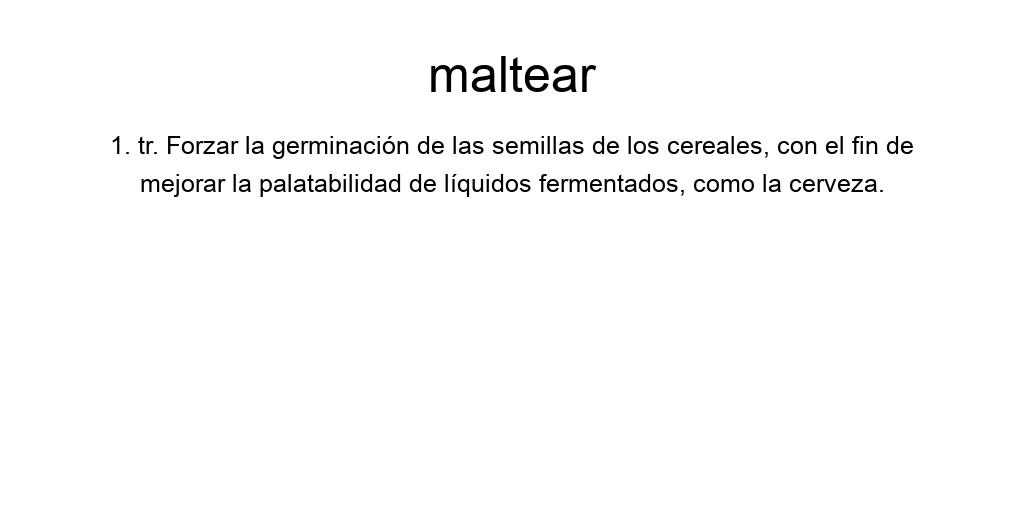 maltear
1. tr. Forzar la germinación de las semillas de los cereales, con el fin de
mejorar la palatabilidad de líquidos fermentados, como la cerveza.